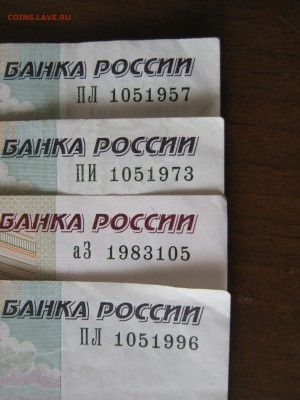 COINS.LAVE.RU
БАНКА РОССИИ
ПЛ 1051957
БАНКА РОССИИ
ПИ 1051973
БАНКА РОССИИ
аЗ 1983105
БАНКА РОССИИ
ПЛ 1051996